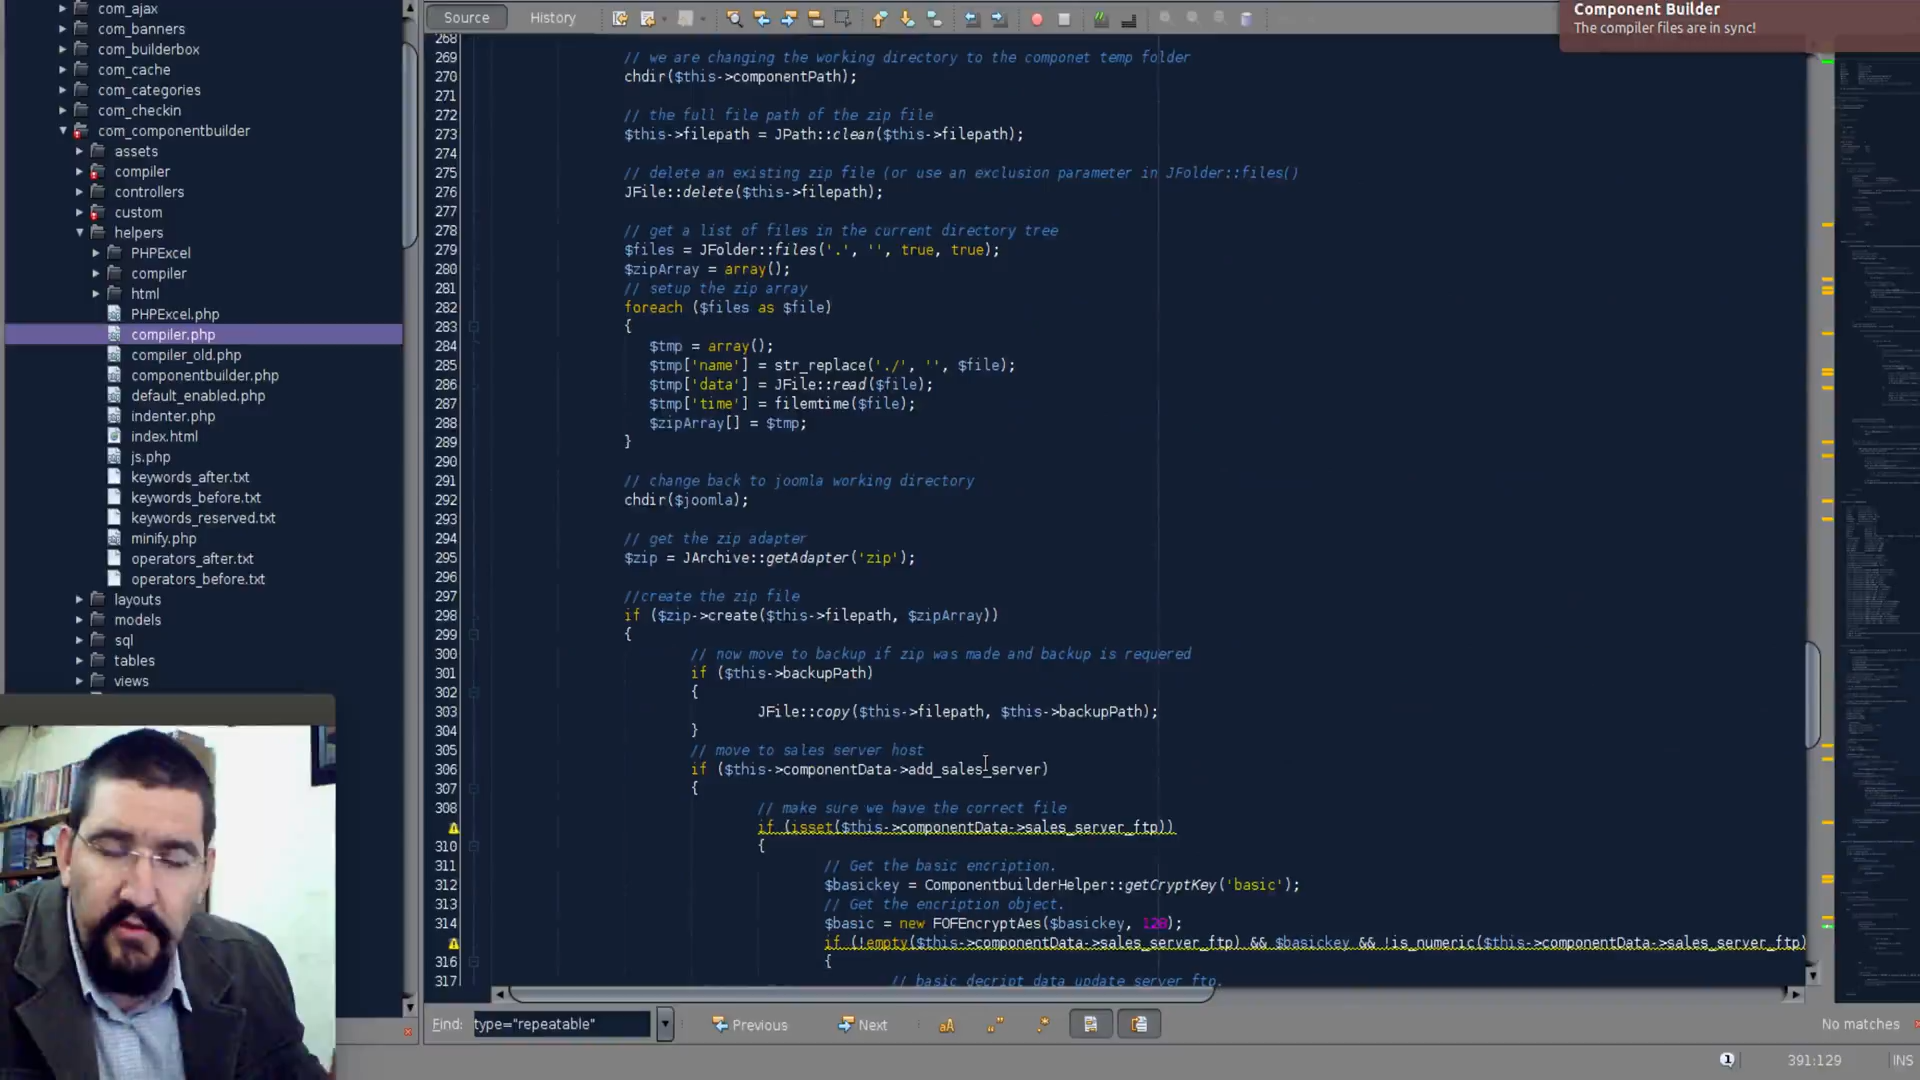 com_ajax
com_banners
com_builderbox
com_cache
com_categories
com_checkin
com_componentbuilder
assets
compiler
controllers
custom
helpers
PHPExcel
compiler
html
PHPExcel.php
compiler.php
compiler_old.php
componentbuilder.php
default_enabled.php
indenter.php
index.html
js.php
keywords_after.txt
keywords_before.txt
keywords_reserved.txt
minify.php
operators_after.txt
operators_before.txt
layouts
models
sql
tables
views
Source History
Component Builder
The compiler files are in sync!
268
269 // we are changing the working directory to the componet temp folder
270 chdir($this->componentPath);
271
272 // the full file path of the zip file
273 $this->filepath = JPath::clean($this->filepath);
274
275 // delete an existing zip file (or use an exclusion parameter in JFolder::files()
276 JFile::delete($this->filepath);
277
278 // get a list of files in the current directory tree
279 $files = JFolder::files('.', '', true, true);
280 $zipArray = array();
281 // setup the zip array
282 foreach ($files as $file)
283 {
284 $tmp = array();
285 $tmp['name'] = str_replace('./', '', $file);
286 $tmp['data'] = JFile::read($file);
287 $tmp['time'] = filemtime($file);
288 $zipArray[] = $tmp;
289 }
290
291 // change back to joomla working directory
292 chdir($joomla);
293
294 // get the zip adapter
295 $zip = JArchive::getAdapter('zip');
296
297 //create the zip file
298 if ($zip->create($this->filepath, $zipArray))
299 {
300 // now move to backup if zip was made and backup is requered
301 if ($this->backupPath)
302 {
303 JFile::copy($this->filepath, $this->backupPath);
304 }
305 // move to sales server host
306 if ($this->componentData->add_sales_server)
307 {
308 // make sure we have the correct file
if (isset($this->componentData->sales_server_ftp))
310 {
311 // Get the basic encription.
312 $basickey = ComponentbuilderHelper::getCryptKey('basic');
313 // Get the encription object.
314 $basic = new FOFEncryptAes($basickey, 128);
if (!empty($this->componentData->sales_server_ftp) && $basickey && !is_numeric($this->componentData->sales_server_ftp)
316 {
317 // basic decript data update server ftp.
Find: type="repeatable" Previous Next No matches
1 391:129 INS